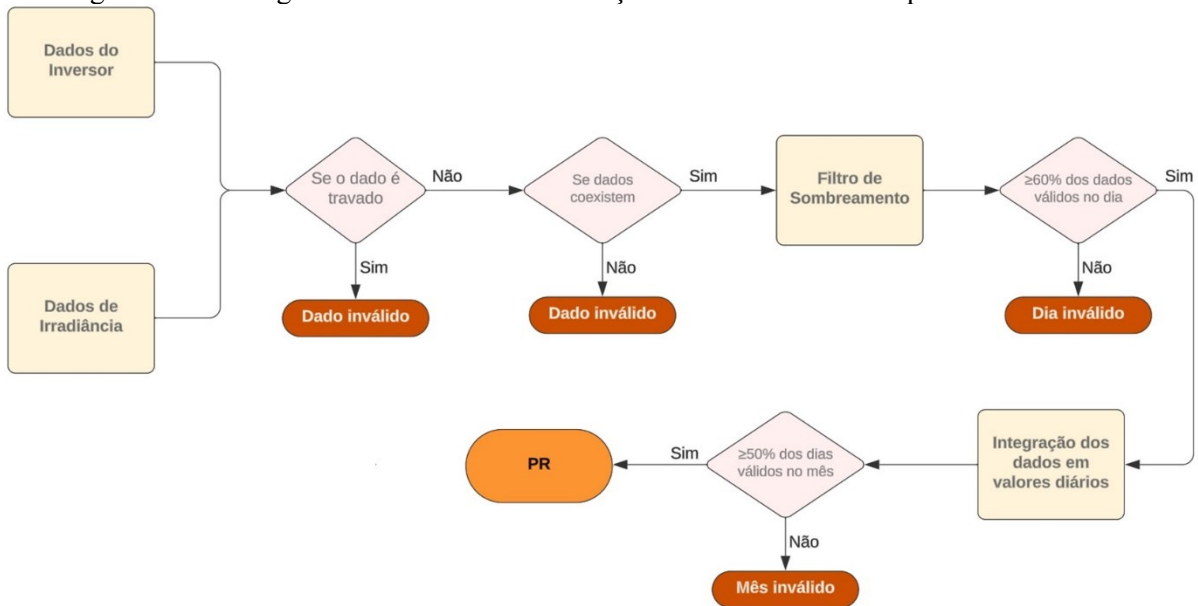 Dados do
Inversor
Se o dado é
travado
Não
Se dados
coexistem
Sim
Filtro de
Sombreamento
≥60% dos dados
válidos no dia
Sim
Sim
Dado inválido
Não
Dado inválido
Não
Dia inválido
Dados de
Irradiância
PR
Sim
≥50% dos dias
válidos no mês
Integração dos
dados em
valores diários
Não
Mês inválido